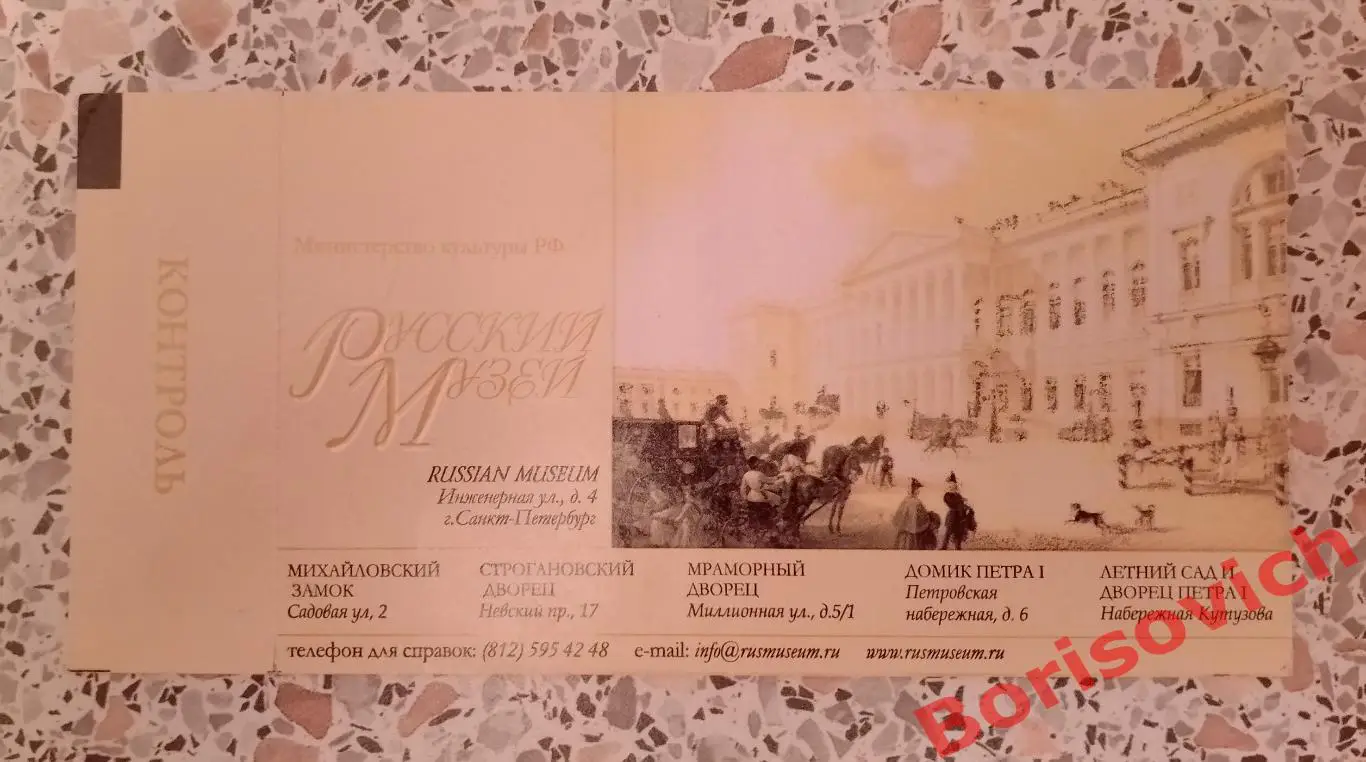 КОНТРОЛЬ
Министерство культуры РФ
Русский
Музей
RUSSIAN MUSEUM
Инженерная ул., д. 4
г.Санкт-Петербург
МИХАЙЛОВСКИЙ
ЗАМОК
Садовая ул, 2
СТРОГАНОВСКИЙ
ДВОРЕЦ
Невский пр., 17
МРАМОРНЫЙ
ДВОРЕЦ
Миллионная ул., д.5/1
ДОМИК ПЕТРА I
Петровская
набережная, д. 6
ЛЕТНИЙ САД И
ДВОРЕЦ ПЕТРА I
Набережная Кутузова
телефон для справок: (812) 595 42 48 e-mail: info@rusmuseum.ru www.rusmuseum.ru
Borisovich